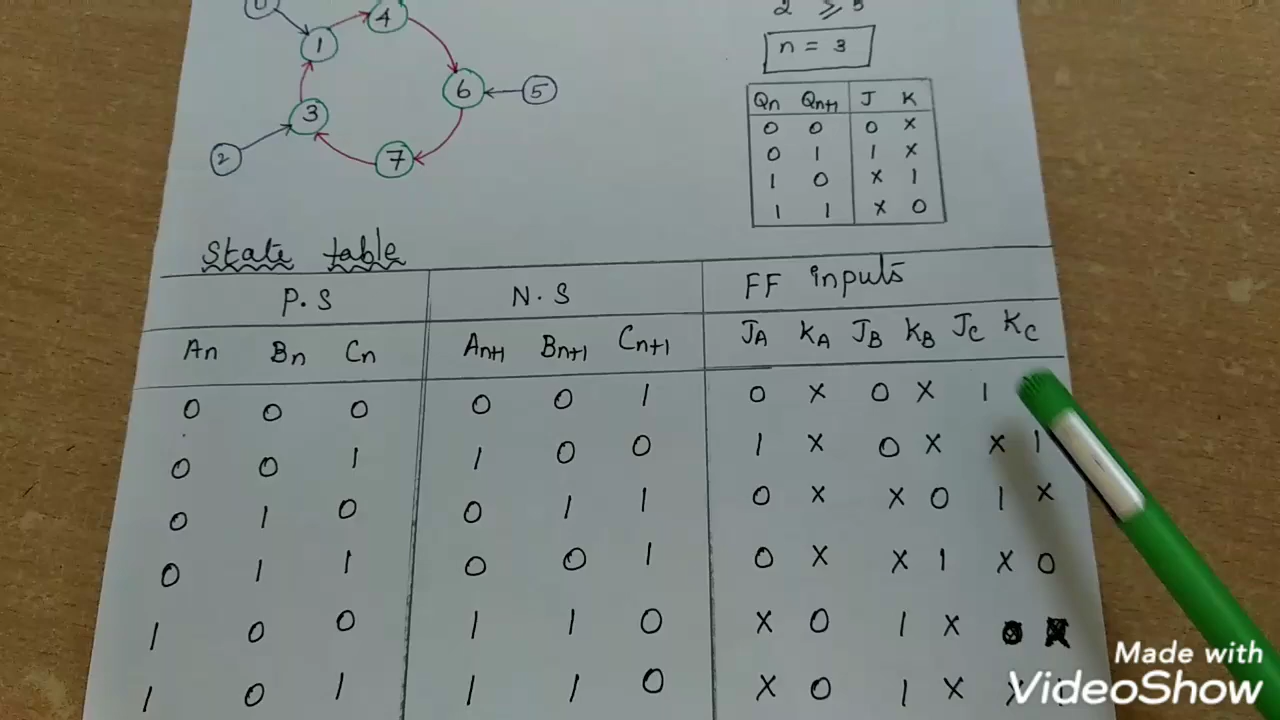 4
1
6
5
3
2
7
n = 3
Qn Qn+1 J K
0 0 0 x
0 1 1 x
1 0 x 1
1 1 x 0
State table
P.S N.S FF inputs
An Bn Cn An+1 Bn+1 Cn+1 JA KA JB KB JC KC
0 0 0 0 0 1 0 x 0 x 1
0 0 1 1 0 0 1 x 0 x x 1
0 1 0 0 1 1 0 x x 0 1 x
0 1 1 0 0 1 0 x x 1 x 0
1 0 0 1 1 0 x 0 1 x
1 0 1 1 1 0 x 0 1 x
Made with
VideoShow